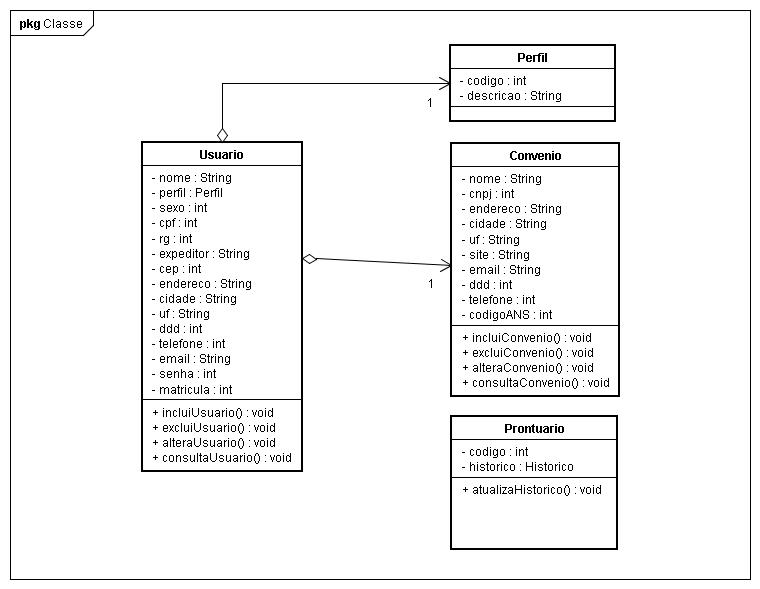 pkg Classe
Perfil
- codigo : int
- descricao : String
1
Usuario
- nome : String
- perfil : Perfil
- sexo : int
- cpf : int
- rg : int
- expeditor : String
- cep : int
- endereco : String
- cidade : String
- uf : String
- ddd : int
- telefone : int
- email : String
- senha : int
- matricula : int
+ incluiUsuario() : void
+ excluiUsuario() : void
+ alteraUsuario() : void
+ consultaUsuario() : void
1
Convenio
- nome : String
- cnpj : int
- endereco : String
- cidade : String
- uf : String
- site : String
- email : String
- ddd : int
- telefone : int
- codigoANS : int
+ incluiConvenio() : void
+ excluiConvenio() : void
+ alteraConvenio() : void
+ consultaConvenio() : void
Prontuario
- codigo : int
- historico : Historico
+ atualizaHistorico() : void